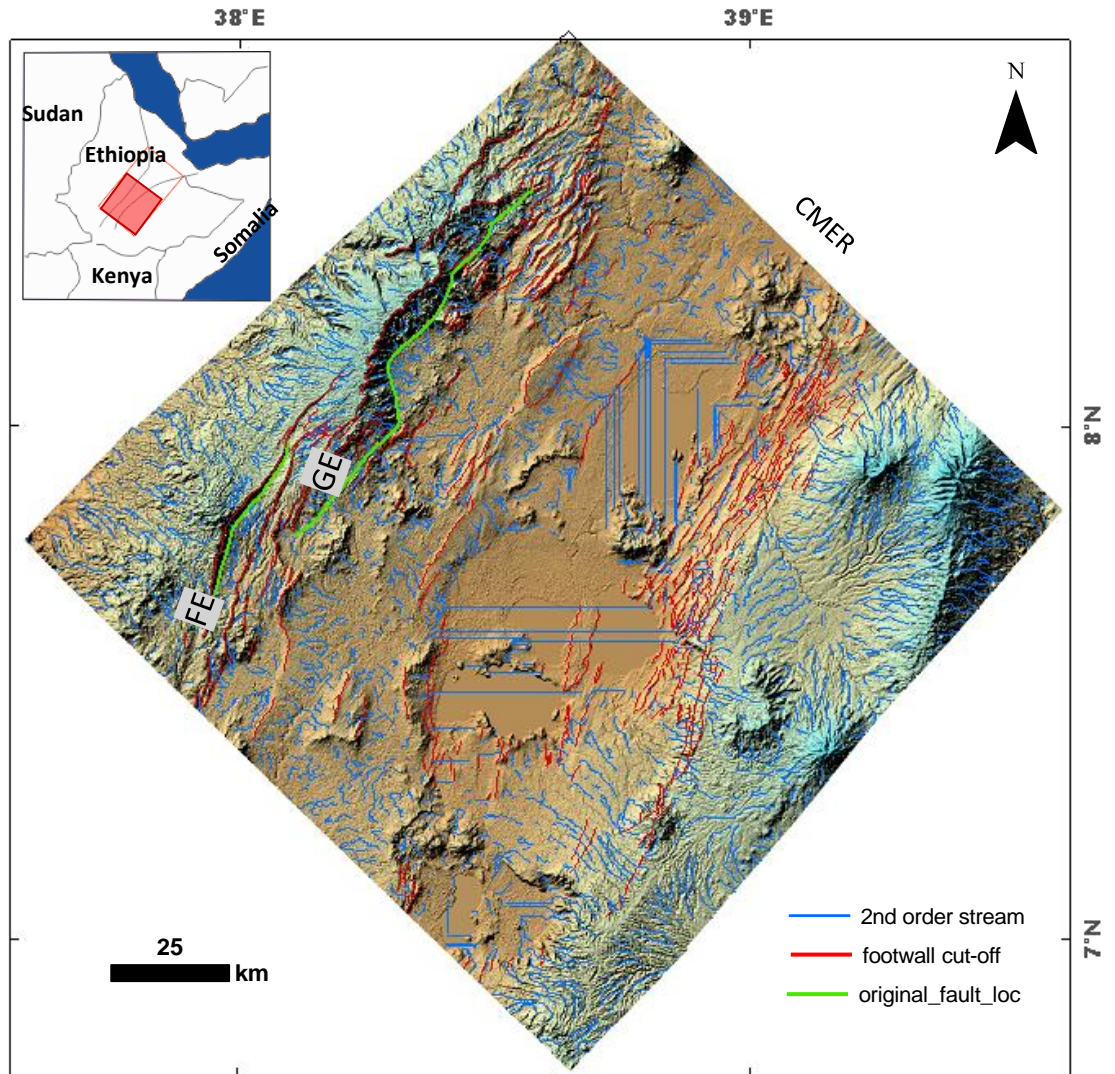 38°E
39°E
Sudan
Ethiopia
Somalia
Kenya
N
CMER
8°N
GE
FE
7°N
25
km
2nd order stream
footwall cut-off
original_fault_loc